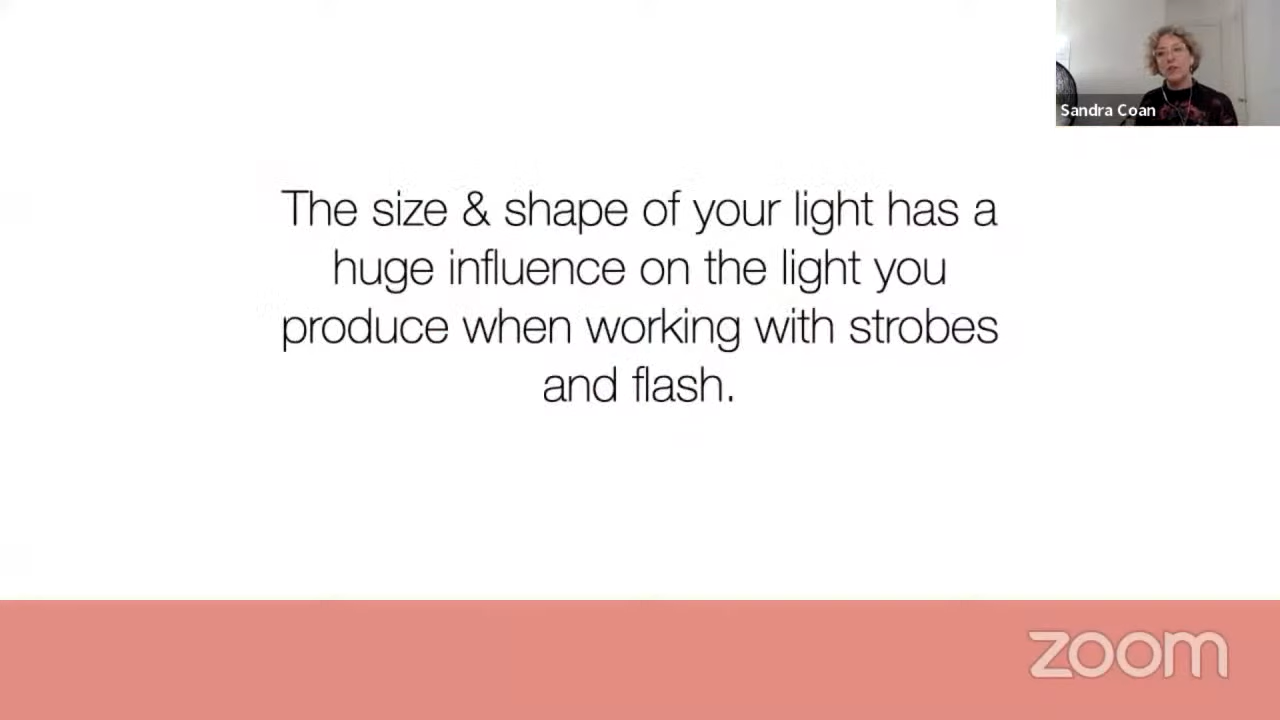 Sandra Coan
The size & shape of your light has a
huge influence on the light you
produce when working with strobes
and flash.
zoom